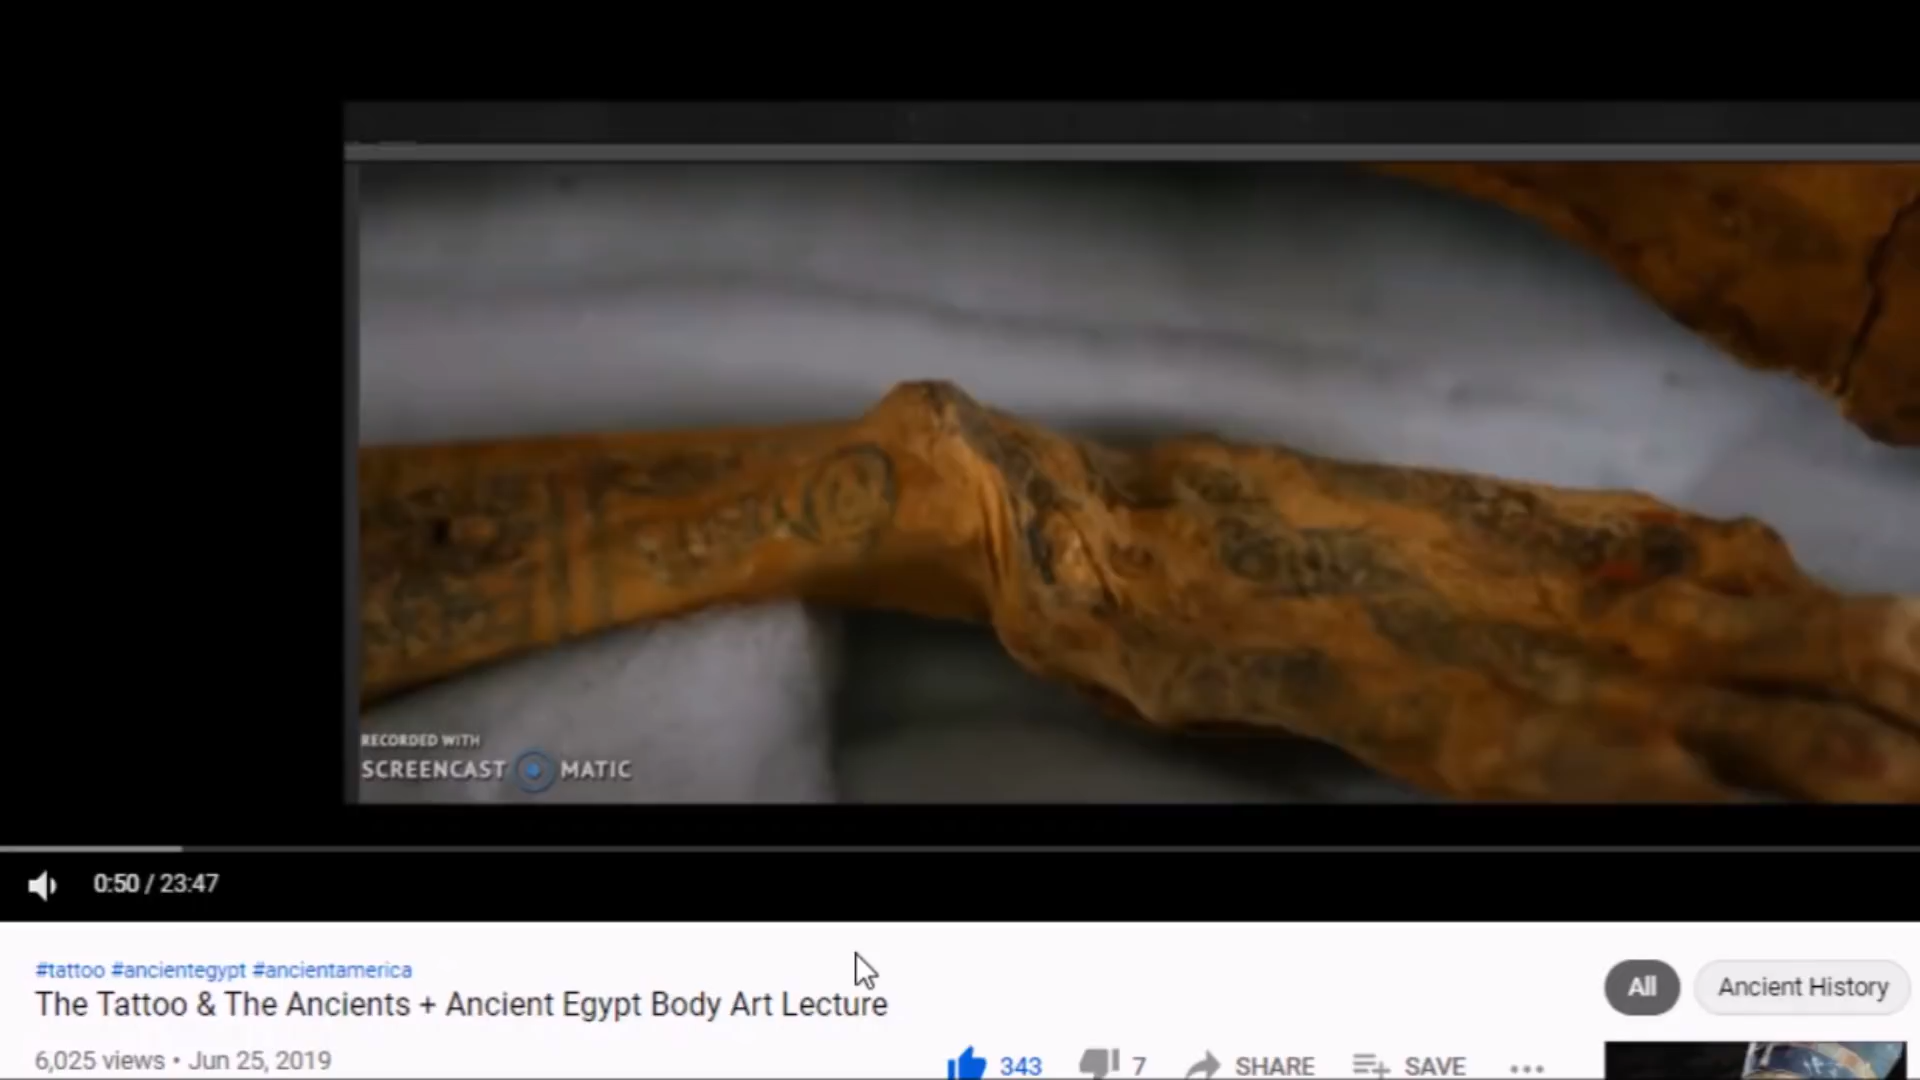 RECORDED WITH
SCREENCAST MATIC
0:50 / 23:47
#tattoo #ancientegypt #ancientamerica
The Tattoo & The Ancients + Ancient Egypt Body Art Lecture
6,025 views • Jun 25, 2019
343
7
SHARE
SAVE
All
Ancient History